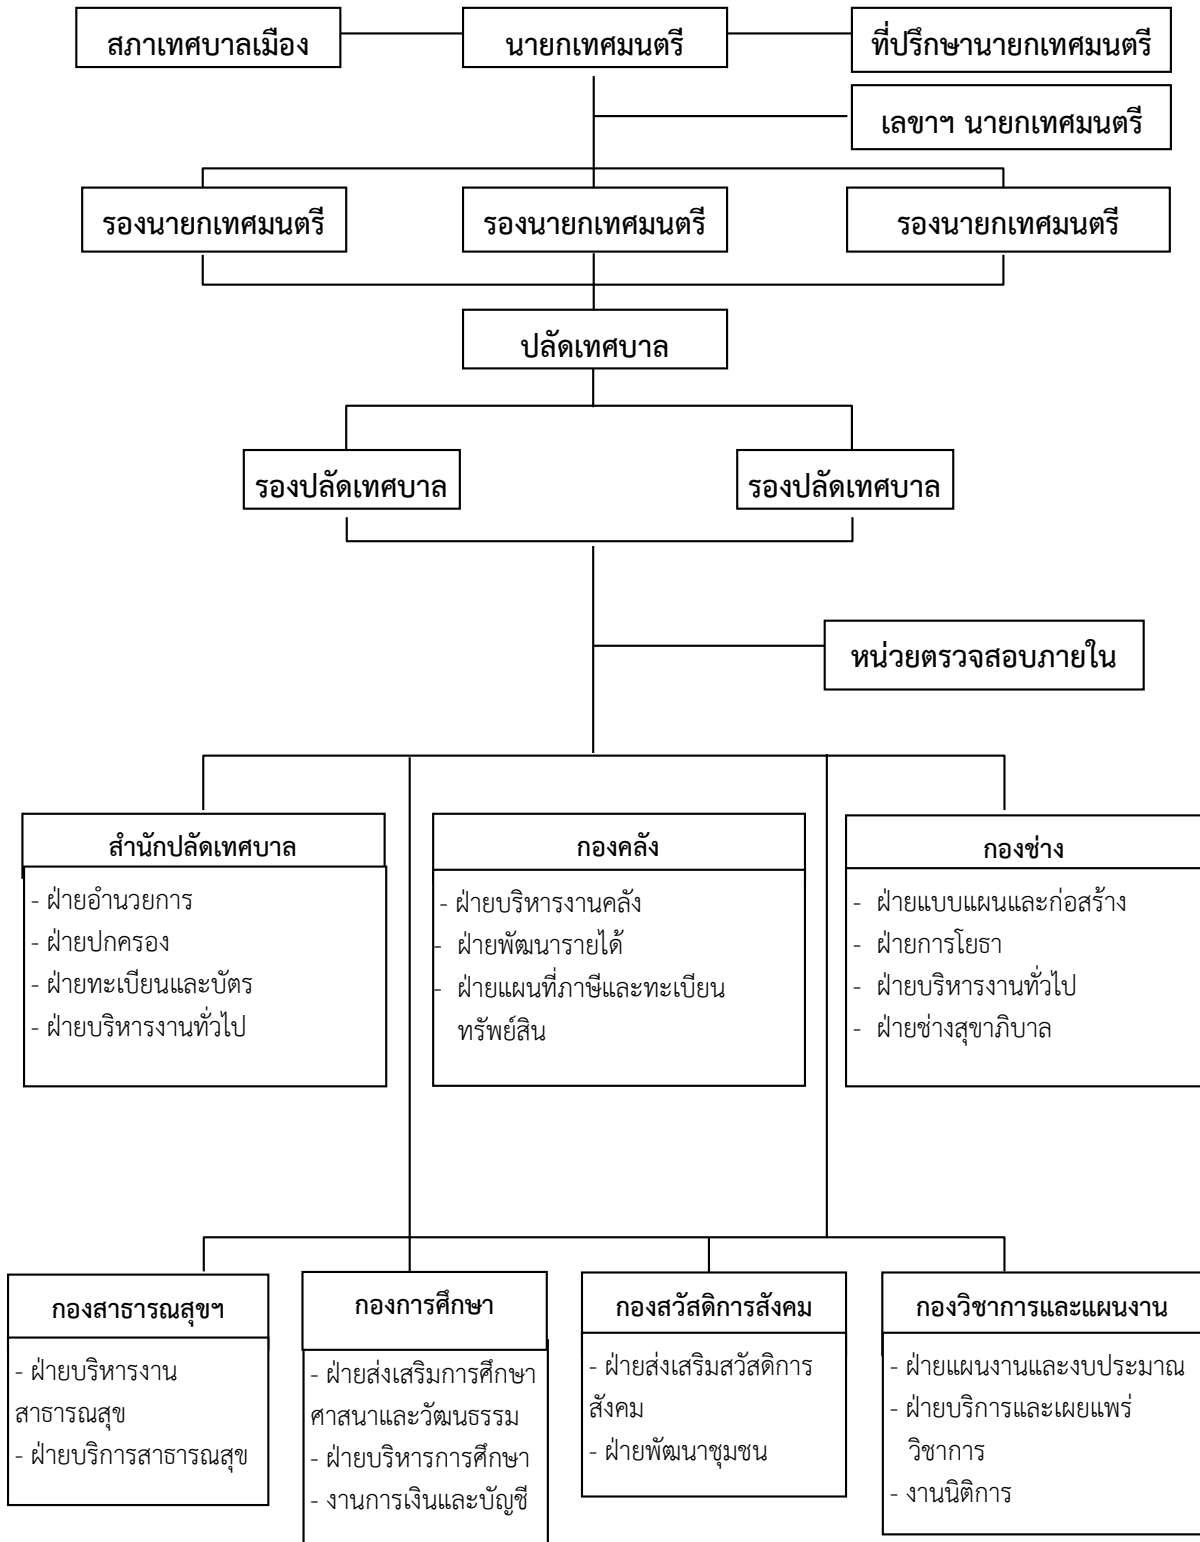 สภาเทศบาลเมือง
นายกเทศมนตรี
ที่ปรึกษานายกเทศมนตรี
เลขาฯ นายกเทศมนตรี
รองนายกเทศมนตรี
รองนายกเทศมนตรี
รองนายกเทศมนตรี
ปลัดเทศบาล
รองปลัดเทศบาล
รองปลัดเทศบาล
หน่วยตรวจสอบภายใน
สำนักปลัดเทศบาล
- ฝ่ายอำนวยการ
- ฝ่ายปกครอง
- ฝ่ายทะเบียนและบัตร
- ฝ่ายบริหารงานทั่วไป
กองคลัง
- ฝ่ายบริหารงานคลัง
- ฝ่ายพัฒนารายได้
- ฝ่ายแผนที่ภาษีและทะเบียน
ทรัพย์สิน
กองช่าง
- ฝ่ายแบบแผนและก่อสร้าง
- ฝ่ายการโยธา
- ฝ่ายบริหารงานทั่วไป
- ฝ่ายช่างสุขาภิบาล
กองสาธารณสุขฯ
- ฝ่ายบริหารงาน
สาธารณสุข
- ฝ่ายบริการสาธารณสุข
กองการศึกษา
- ฝ่ายส่งเสริมการศึกษา
ศาสนาและวัฒนธรรม
- ฝ่ายบริหารการศึกษา
- งานการเงินและบัญชี
กองสวัสดิการสังคม
- ฝ่ายส่งเสริมสวัสดิการ
สังคม
- ฝ่ายพัฒนาชุมชน
กองวิชาการและแผนงาน
- ฝ่ายแผนงานและงบประมาณ
- ฝ่ายบริการและเผยแพร่
วิชาการ
- งานนิติการ